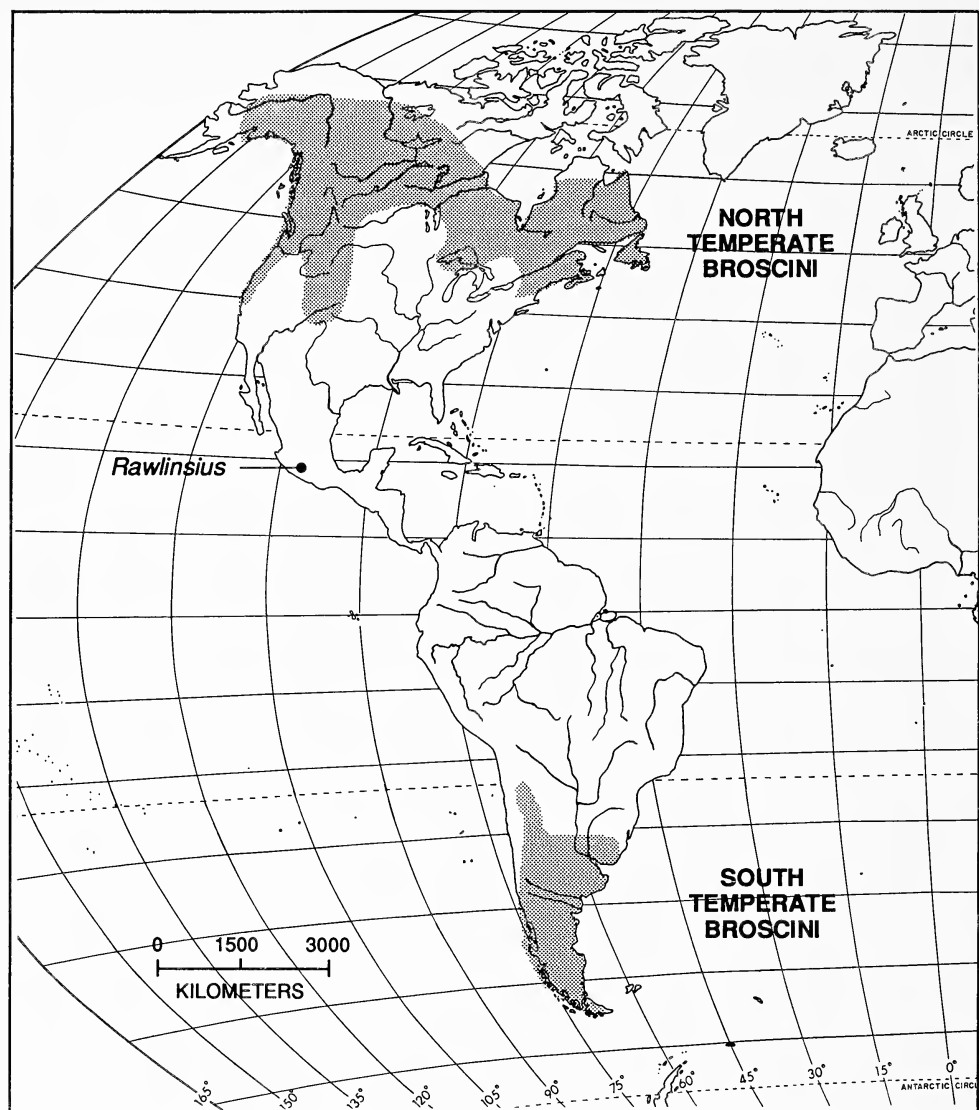 ARCTIC CIRCLE
NORTH
TEMPERATE
BROSCINI
Rawlinsius
SOUTH
TEMPERATE
BROSCINI
0 1500 3000
KILOMETERS
165° 150° 135° 120° 105° 90° 75° 60° 45° 30° 15° 0°
ANTARCTIC CIRCL